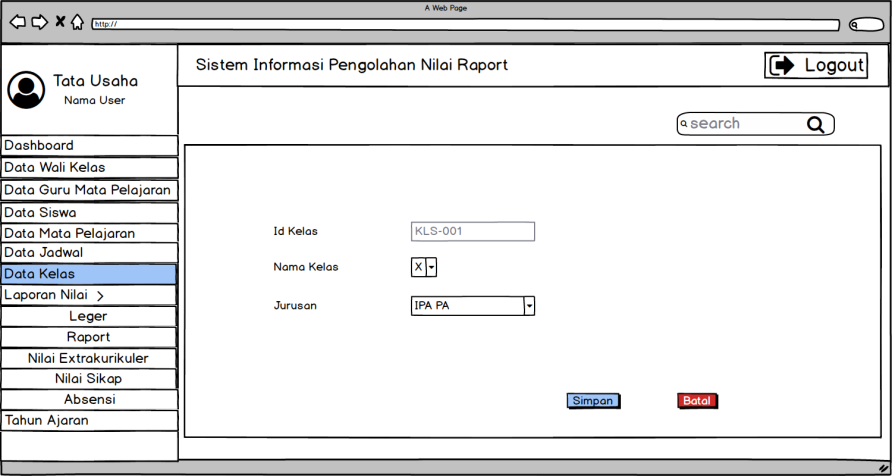 A Web Page
http://
Tata Usaha
Nama User
Sistem Informasi Pengolahan Nilai Raport
Logout
search
Dashboard
Data Wali Kelas
Data Guru Mata Pelajaran
Data Siswa
Data Mata Pelajaran
Data Jadwal
Data Kelas
Laporan Nilai >
Leger
Raport
Nilai Extrakurikuler
Nilai Sikap
Absensi
Tahun Ajaran
Id Kelas KLS-001
Nama Kelas X
Jurusan IPA PA
Simpan Batal